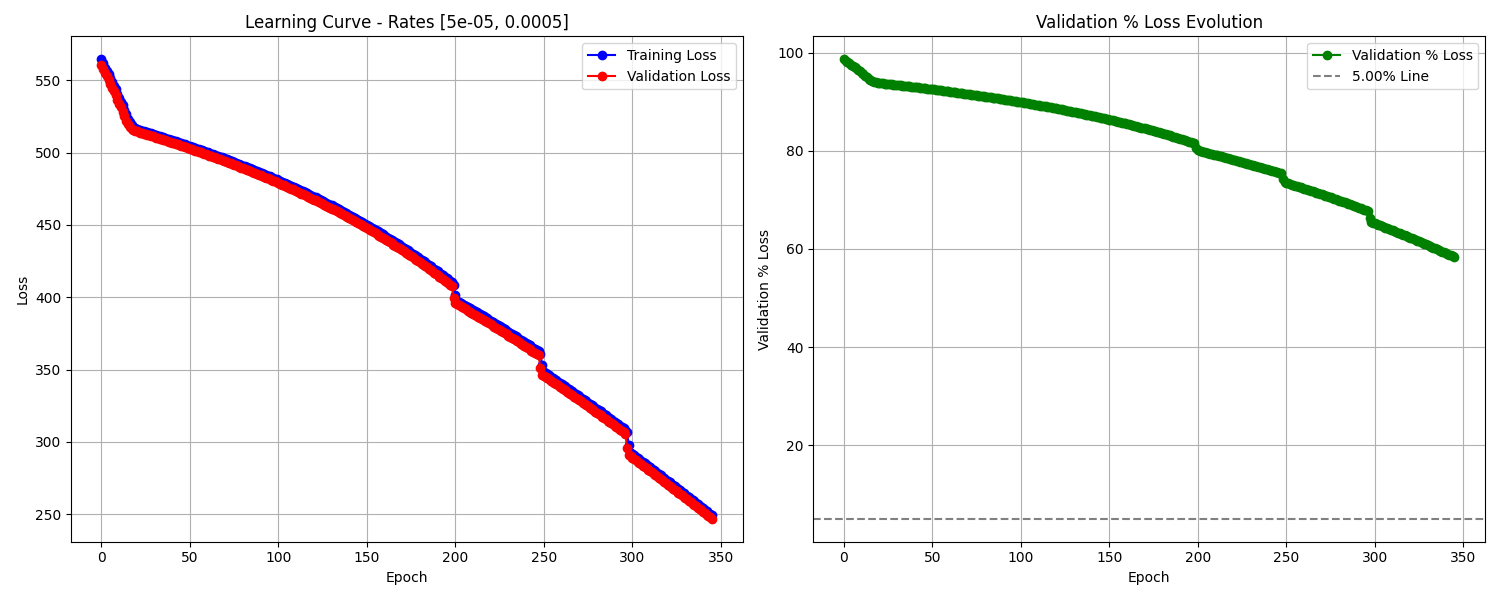 Learning Curve - Rates [5e-05, 0.0005]
Training Loss
Validation Loss
Loss
550
500
450
400
350
300
250
0 50 100 150 200 250 300 350
Epoch
Validation % Loss Evolution
Validation % Loss
5.00% Line
Validation % Loss
100
80
60
40
20
0 50 100 150 200 250 300 350
Epoch